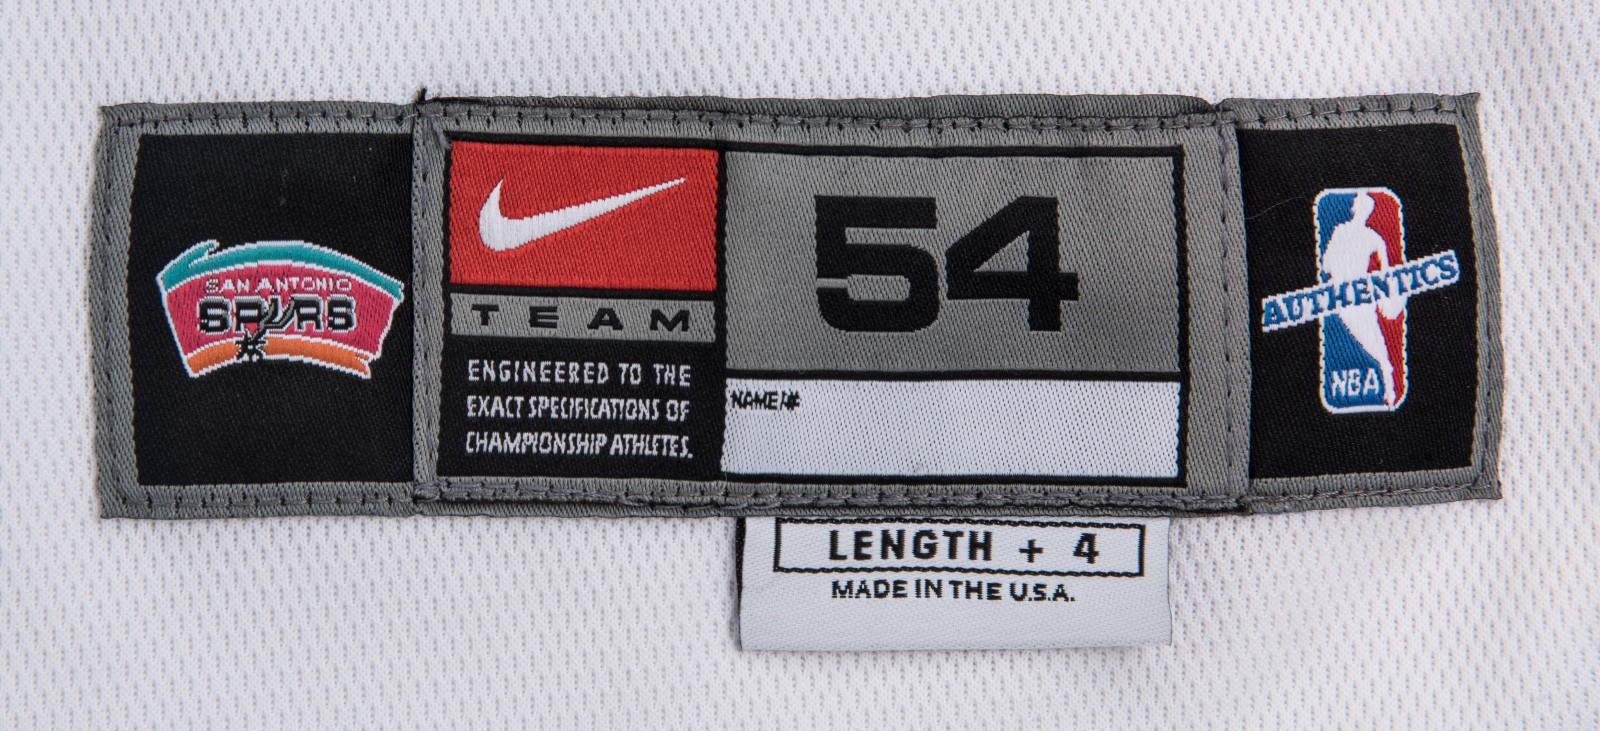 SAN ANTONIO
SPURS
TEAM
ENGINEERED TO THE
EXACT SPECIFICATIONS OF
CHAMPIONSHIP ATHLETES.
54
NAME/#
AUTHENTICS
NBA
LENGTH + 4
MADE IN THE U.S.A.